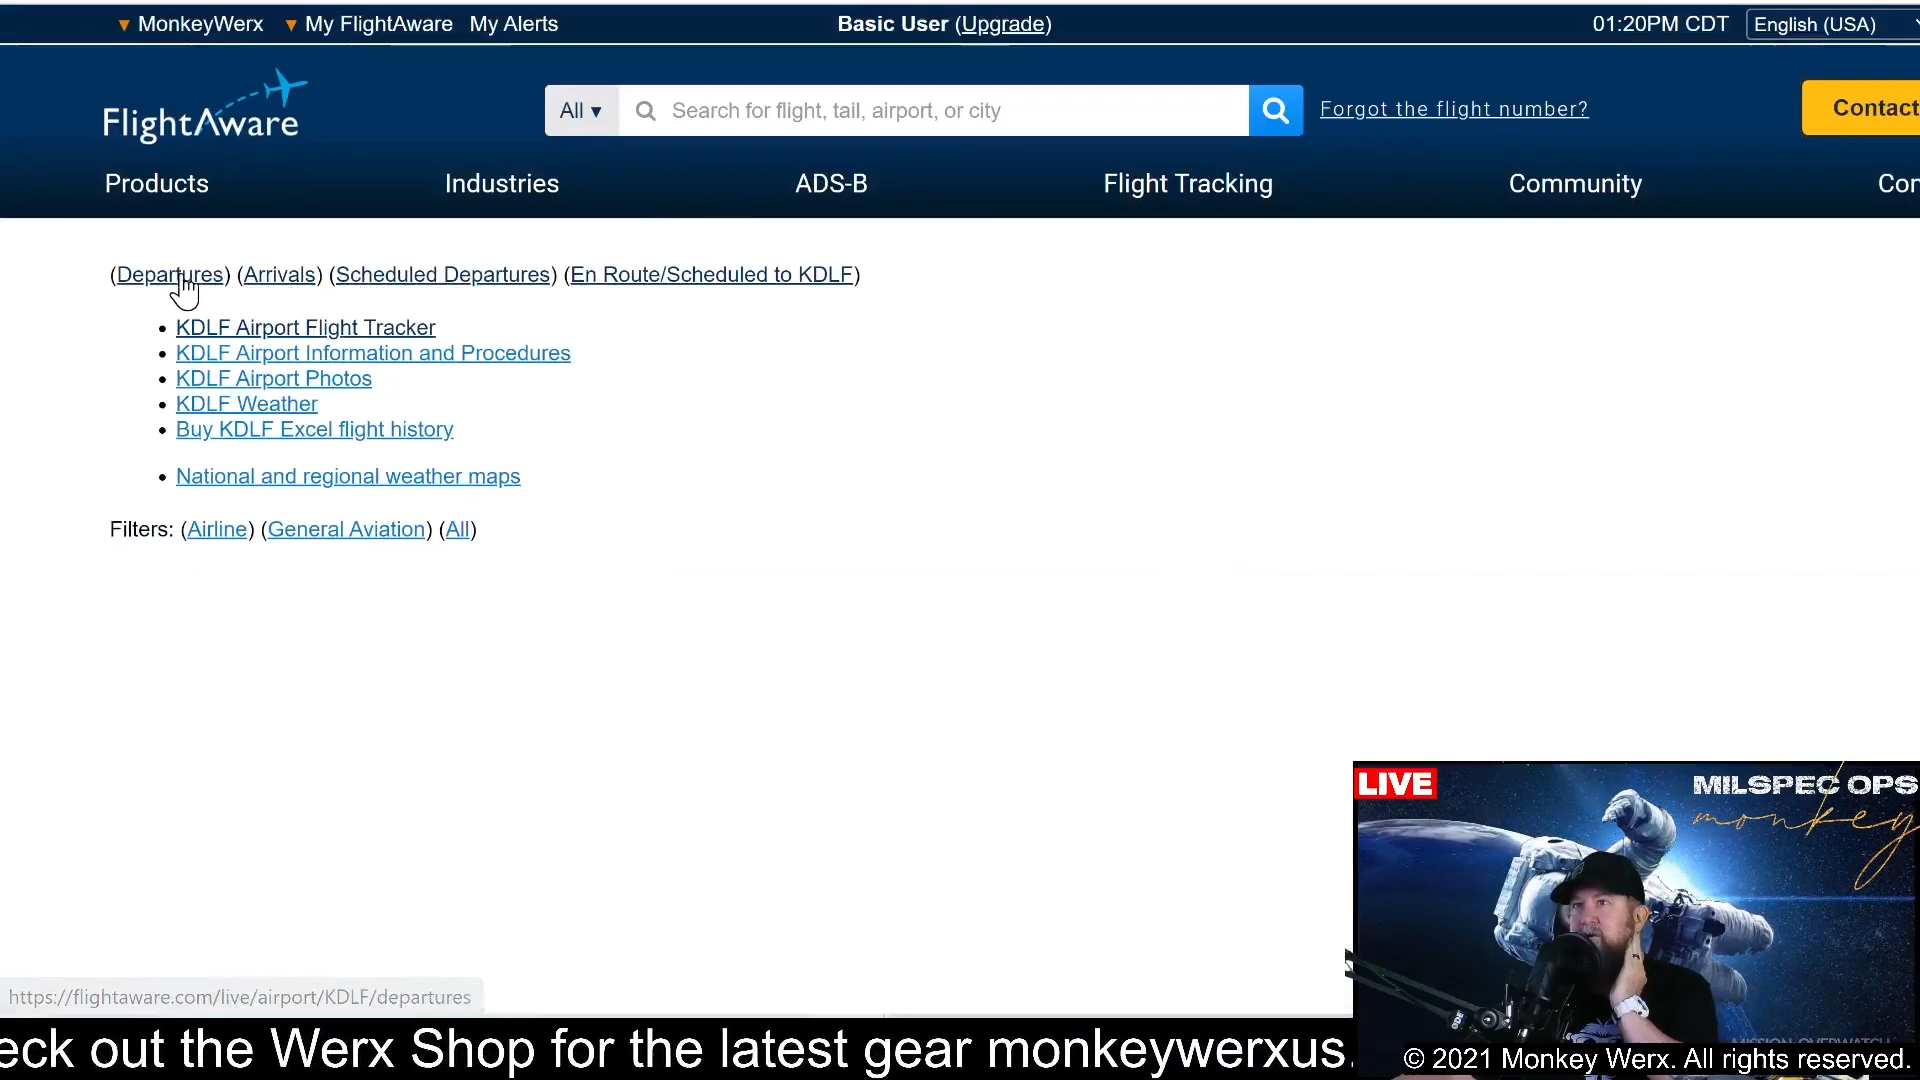 ▼ MonkeyWerx ▼ My FlightAware My Alerts Basic User (Upgrade) 01:20PM CDT English (USA)
FlightAware
All ▾ Search for flight, tail, airport, or city Forgot the flight number? Contact
Products Industries ADS-B Flight Tracking Community
(Departures) (Arrivals) (Scheduled Departures) (En Route/Scheduled to KDLF)
• KDLF Airport Flight Tracker
• KDLF Airport Information and Procedures
• KDLF Airport Photos
• KDLF Weather
• Buy KDLF Excel flight history
• National and regional weather maps
Filters: (Airline) (General Aviation) (All)
LIVE
MILSPEC OPS
monkey
https://flightaware.com/live/airport/KDLF/departures
eck out the Werx Shop for the latest gear monkeywerxus.
© 2021 Monkey Werx. All rights reserved.